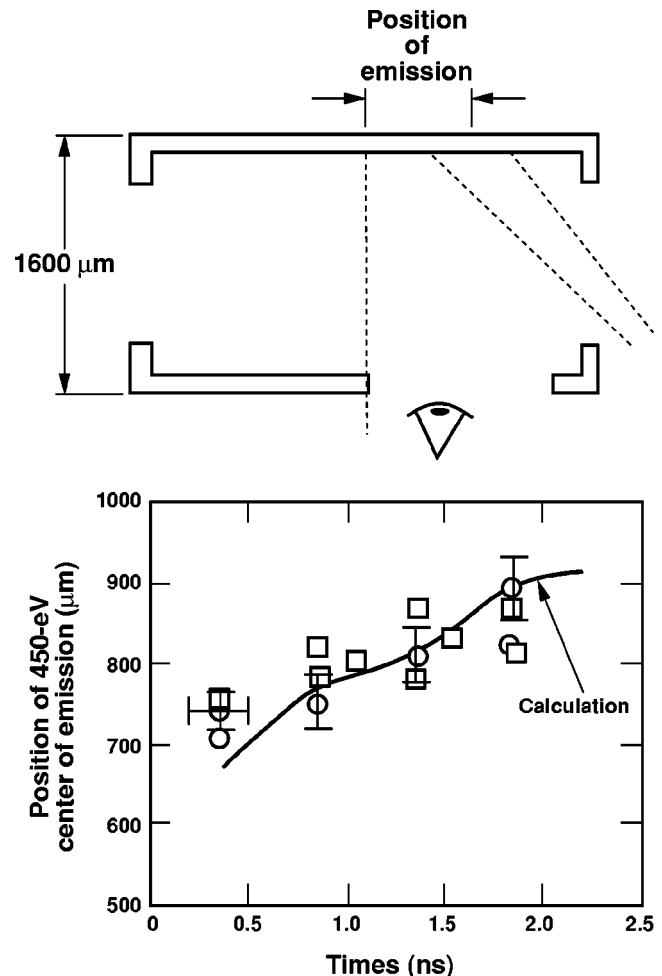 Position
of
emission
1600 μm
1000
900
800
700
600
500
Position of 450-eV
center of emission (μm)
Calculation
0
0.5
1.0
1.5
2.0
2.5
Times (ns)